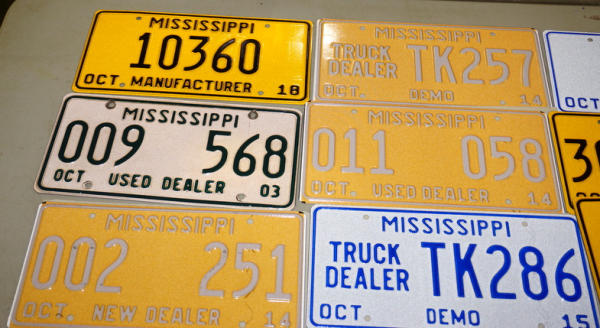 MISSISSIPPI
10360
OCT. MANUFACTURER 18
MISSISSIPPI
TRUCK DEALER TK257
OCT. DEMO 14
OCT
MISSISSIPPI
009 568
OCT USED DEALER 03
MISSISSIPPI
011 058
OCT. USED DEALER .14
30
MISSISSIPPI
002 251
OCT. NEW DEALER .14
MISSISSIPPI
TRUCK DEALER TK286
OCT DEMO 15